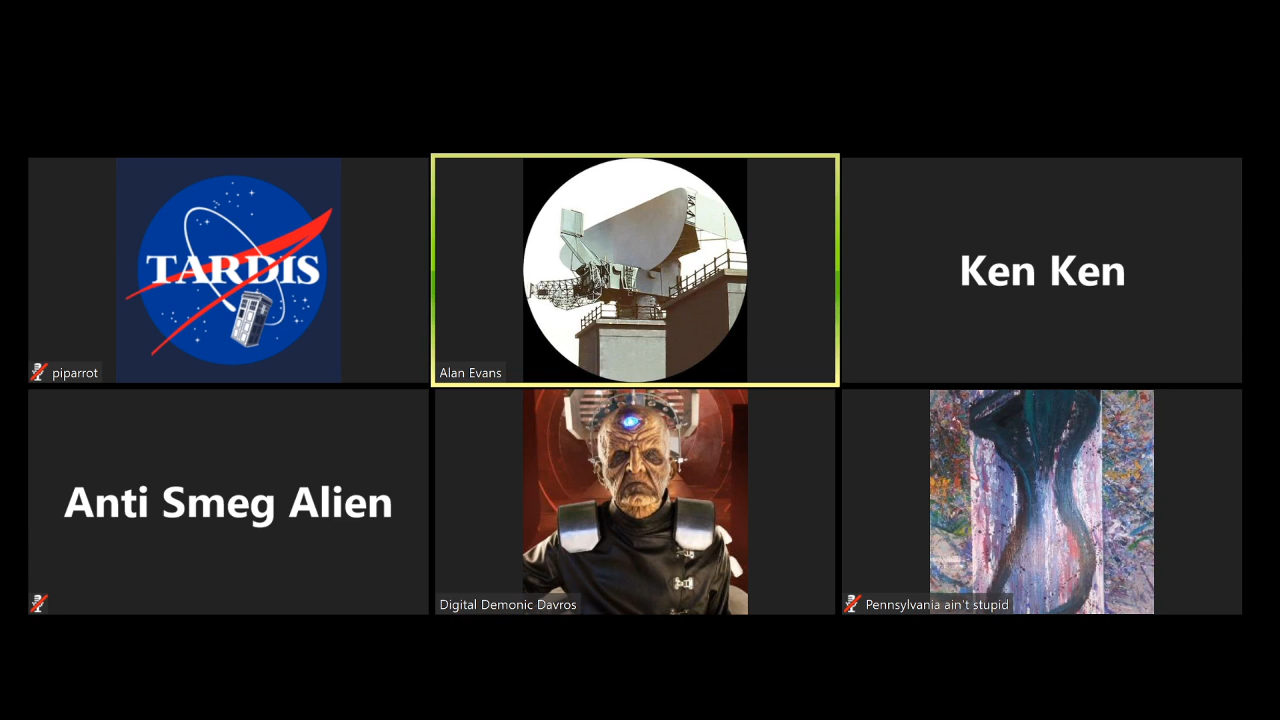 TARDIS
piparrot
Alan Evans
Ken Ken
Anti Smeg Alien
Digital Demonic Davros
Pennsylvania ain't stupid